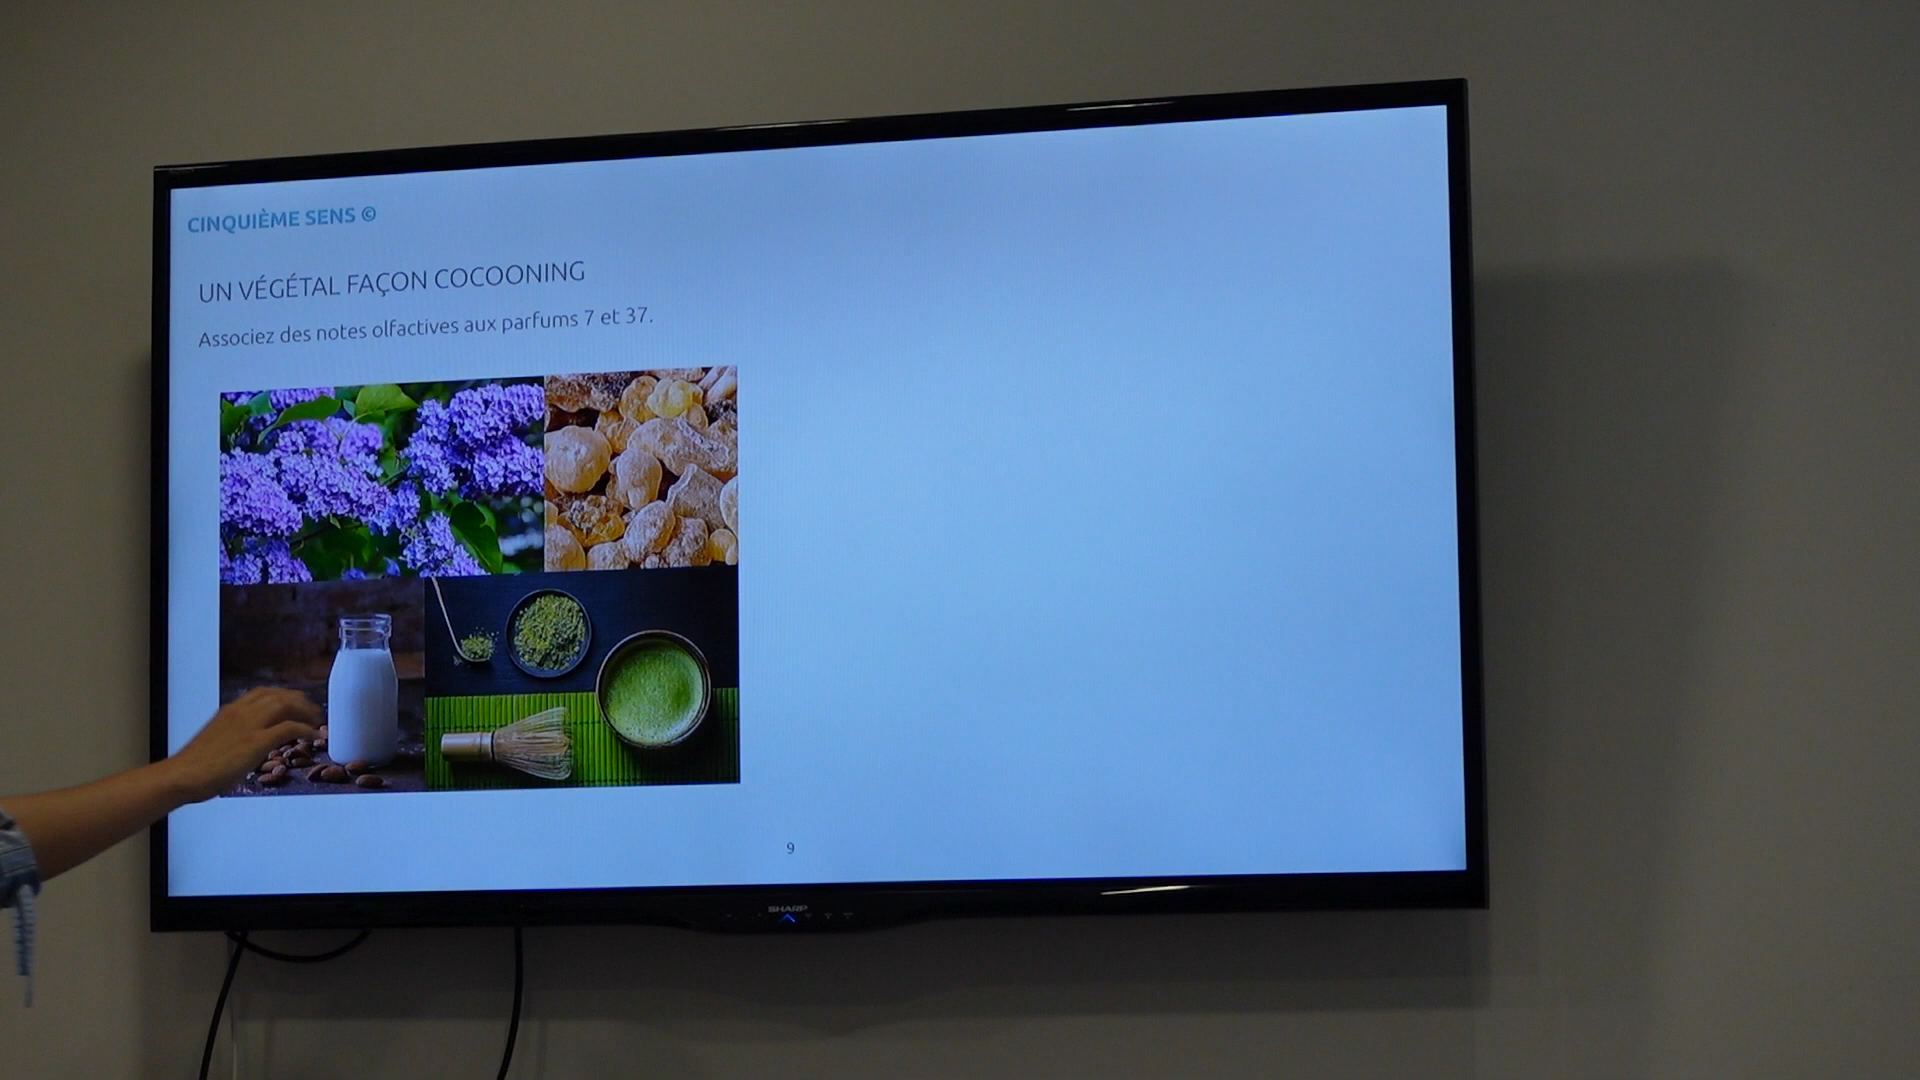 CINQUIÈME SENS ©
UN VÉGÉTAL FAÇON COCOONING
Associez des notes olfactives aux parfums 7 et 37.
9
SHARP